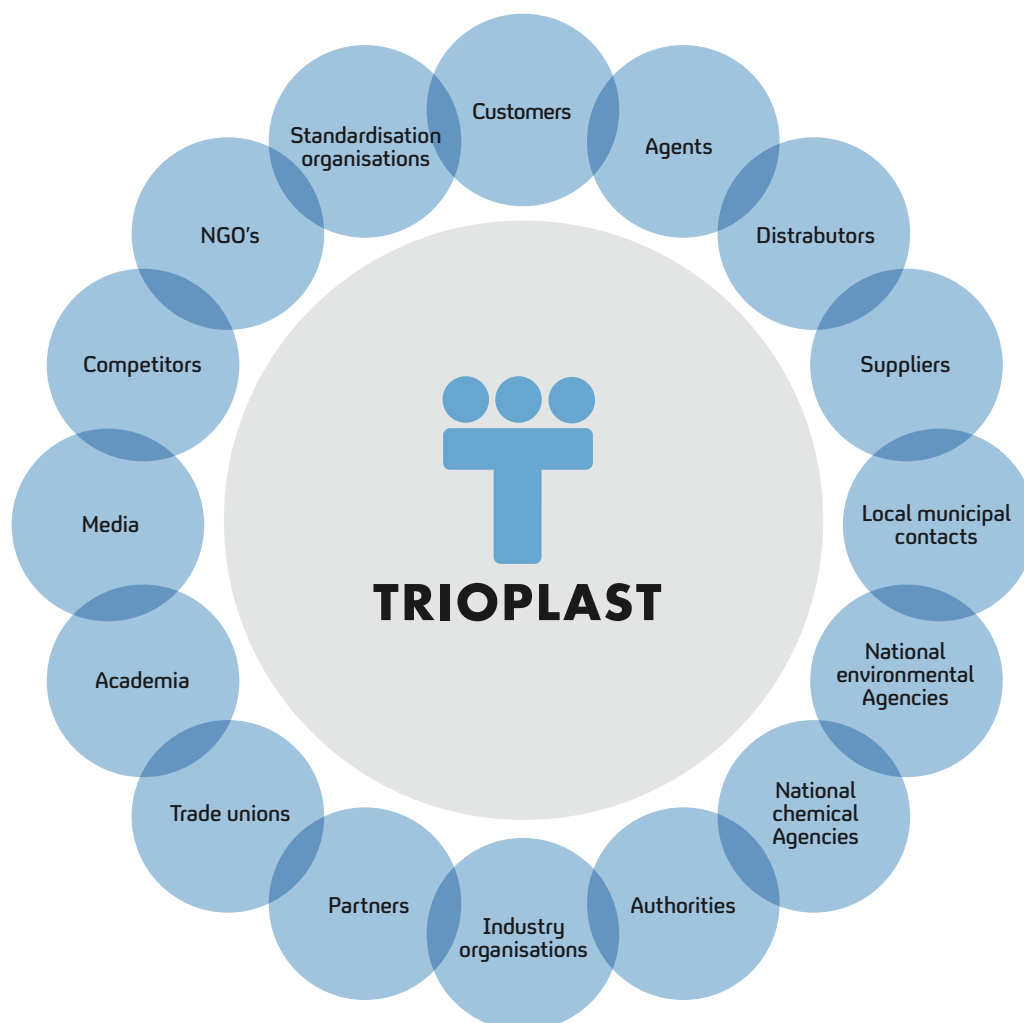 Customers
Agents
Distrabutors
Suppliers
Local municipal
contacts
National
environmental
Agencies
National
chemical
Agencies
Authorities
Industry
organisations
Partners
Trade unions
Academia
Media
Competitors
NGO's
Standardisation
organisations
TRIOPLAST